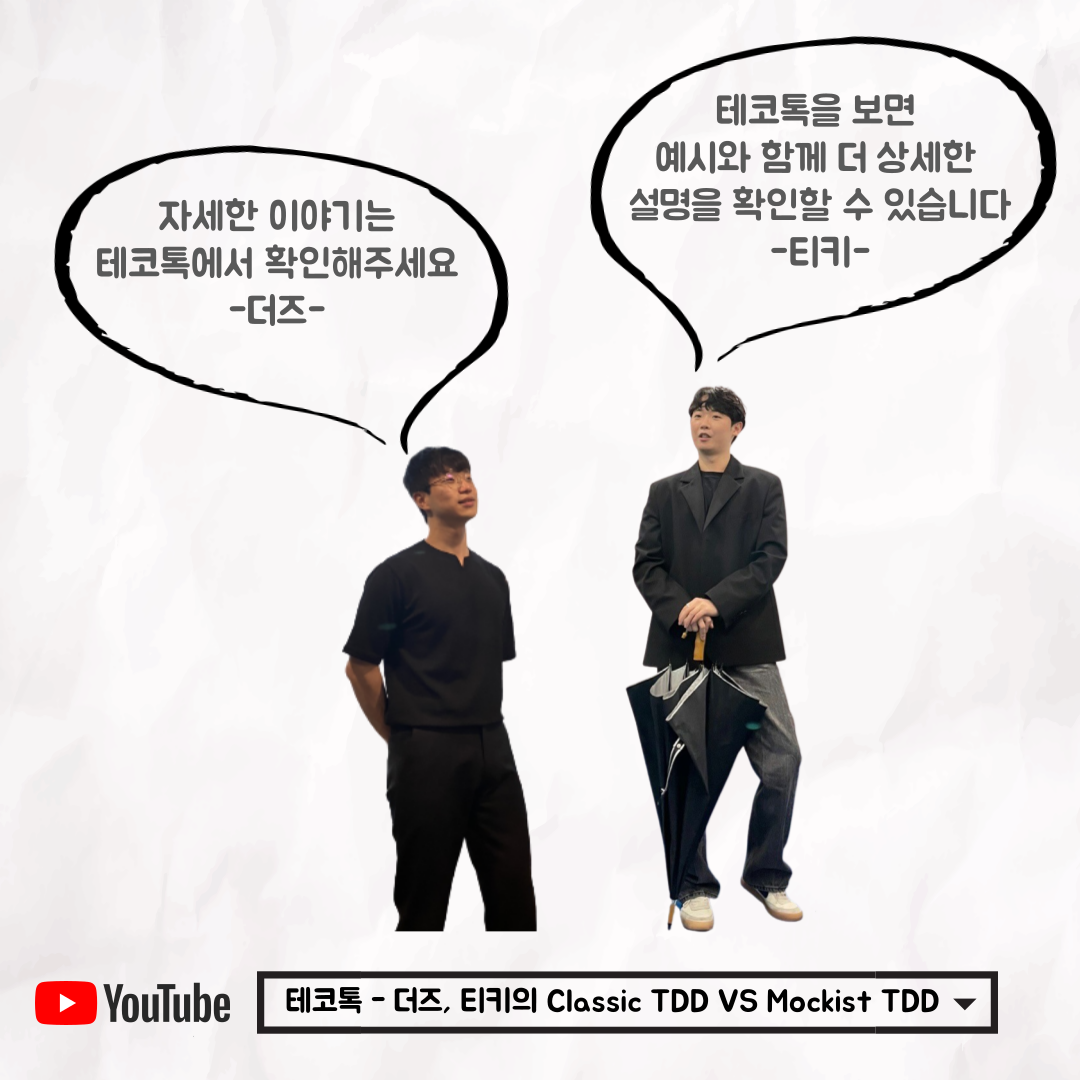 자세한 이야기는
테코톡에서 확인해주세요
-더즈-
테코톡을 보면
예시와 함께 더 상세한
설명을 확인할 수 있습니다
-티키-
YouTube
테코톡 - 더즈, 티키의 Classic TDD VS Mockist TDD